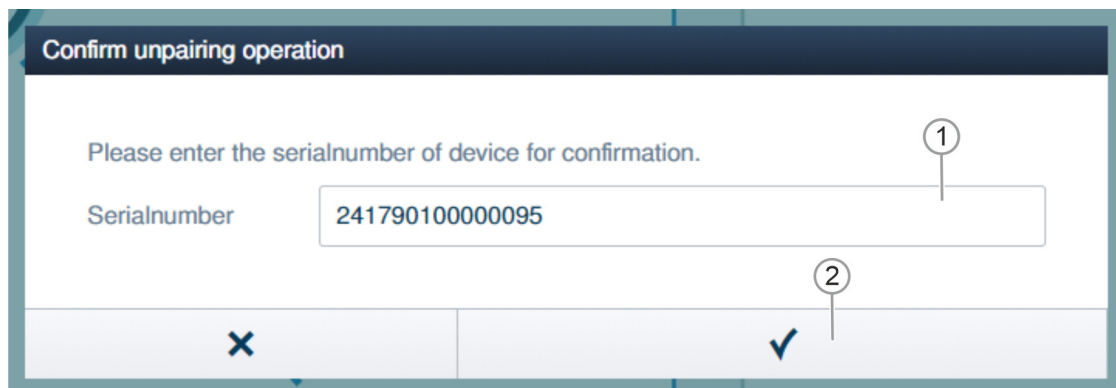 Confirm unpairing operation
1
Please enter the serialnumber of device for confirmation.
Serialnumber 241790100000095
2